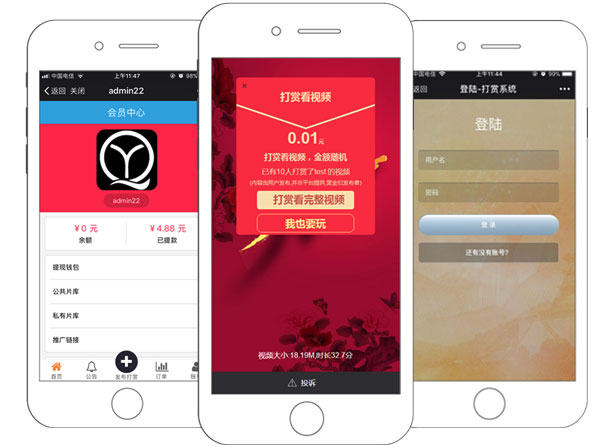 中国电信
上午11:47
98%
返回 关闭
admin22
会员中心
admin22
￥0 元
余额
￥4.88 元
已提款
提现钱包
公共片库
私有片库
推广链接
首页
公告
发布打赏
订单
打赏看视频
0.01元
打赏看视频，金额随机
已有10人打赏了test 的视频
(内容由用户发布,并非平台提供,赏金归发布者)
打赏看完整视频
我也要玩
视频大小:18.19M,时长32.7分
投诉
中国电信
上午11:44
99%
返回
登陆-打赏系统
登陆
用户名
密码
登 录
还有没有账号?